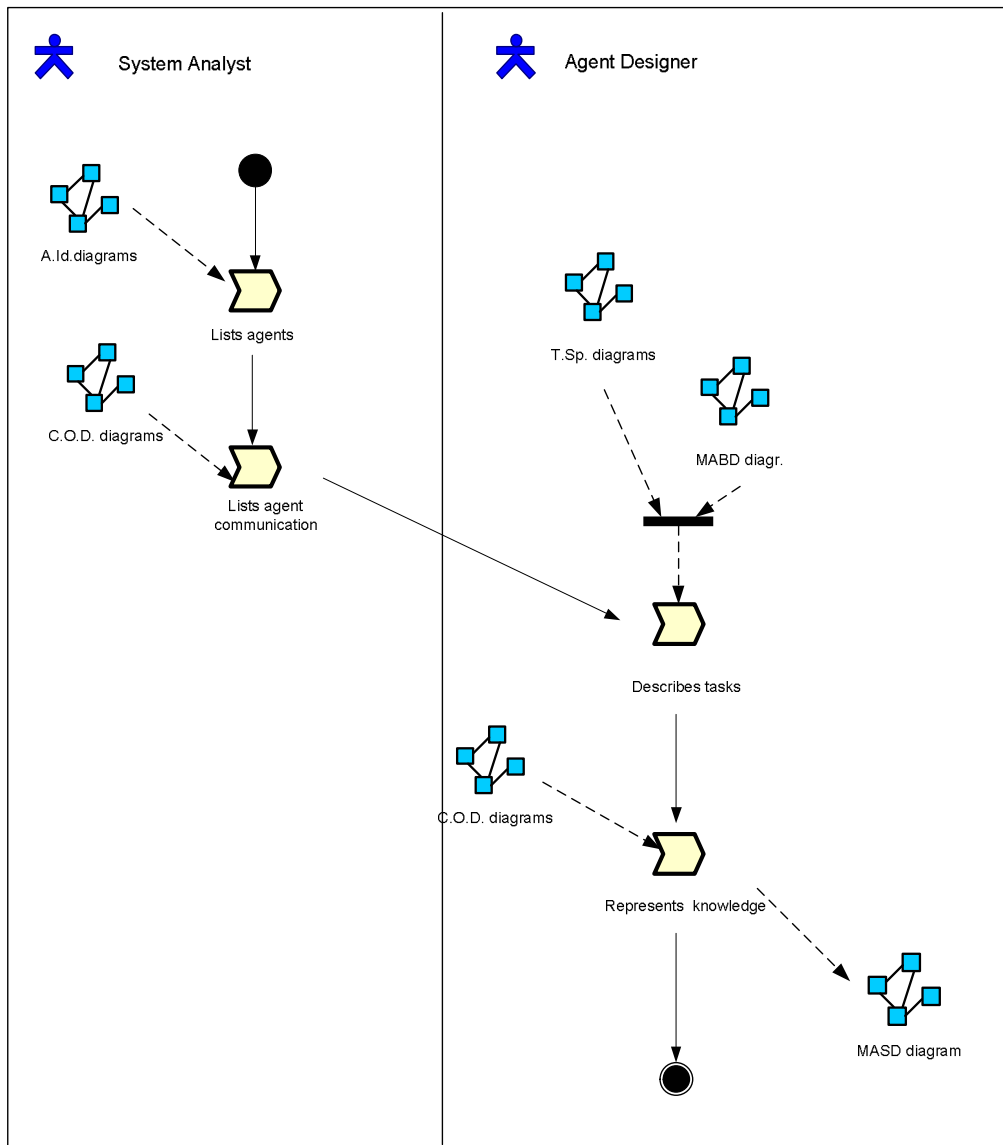 System Analyst
Agent Designer
A.Id.diagrams
Lists agents
T.Sp. diagrams
C.O.D. diagrams
MABD diagr.
Lists agent
communication
Describes tasks
C.O.D. diagrams
Represents  knowledge
MASD diagram